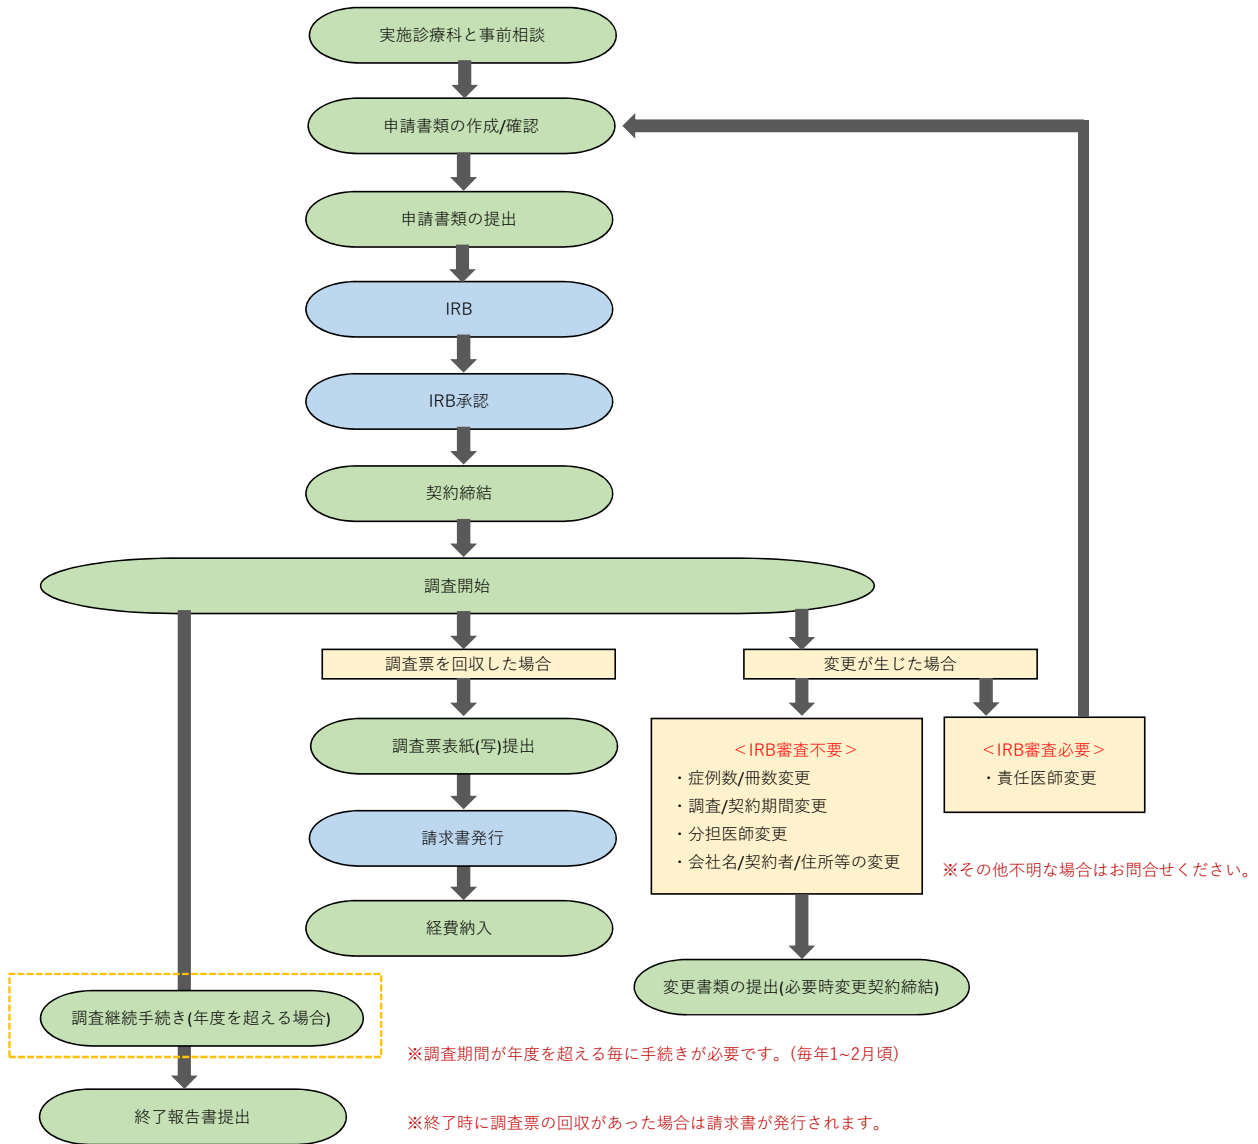 実施診療科と事前相談
申請書類の作成/確認
申請書類の提出
IRB
IRB承認
契約締結
調査開始
調査票を回収した場合
変更が生じた場合
調査票表紙(写)提出
請求書発行
経費納入
＜IRB審査不要＞
・症例数/冊数変更
・調査/契約期間変更
・分担医師変更
・会社名/契約者/住所等の変更
＜IRB審査必要＞
・責任医師変更
※その他不明な場合はお問合せください。
変更書類の提出(必要時変更契約締結)
調査継続手続き(年度を超える場合)
※調査期間が年度を超える毎に手続きが必要です。(毎年1~2月頃)
終了報告書提出
※終了時に調査票の回収があった場合は請求書が発行されます。